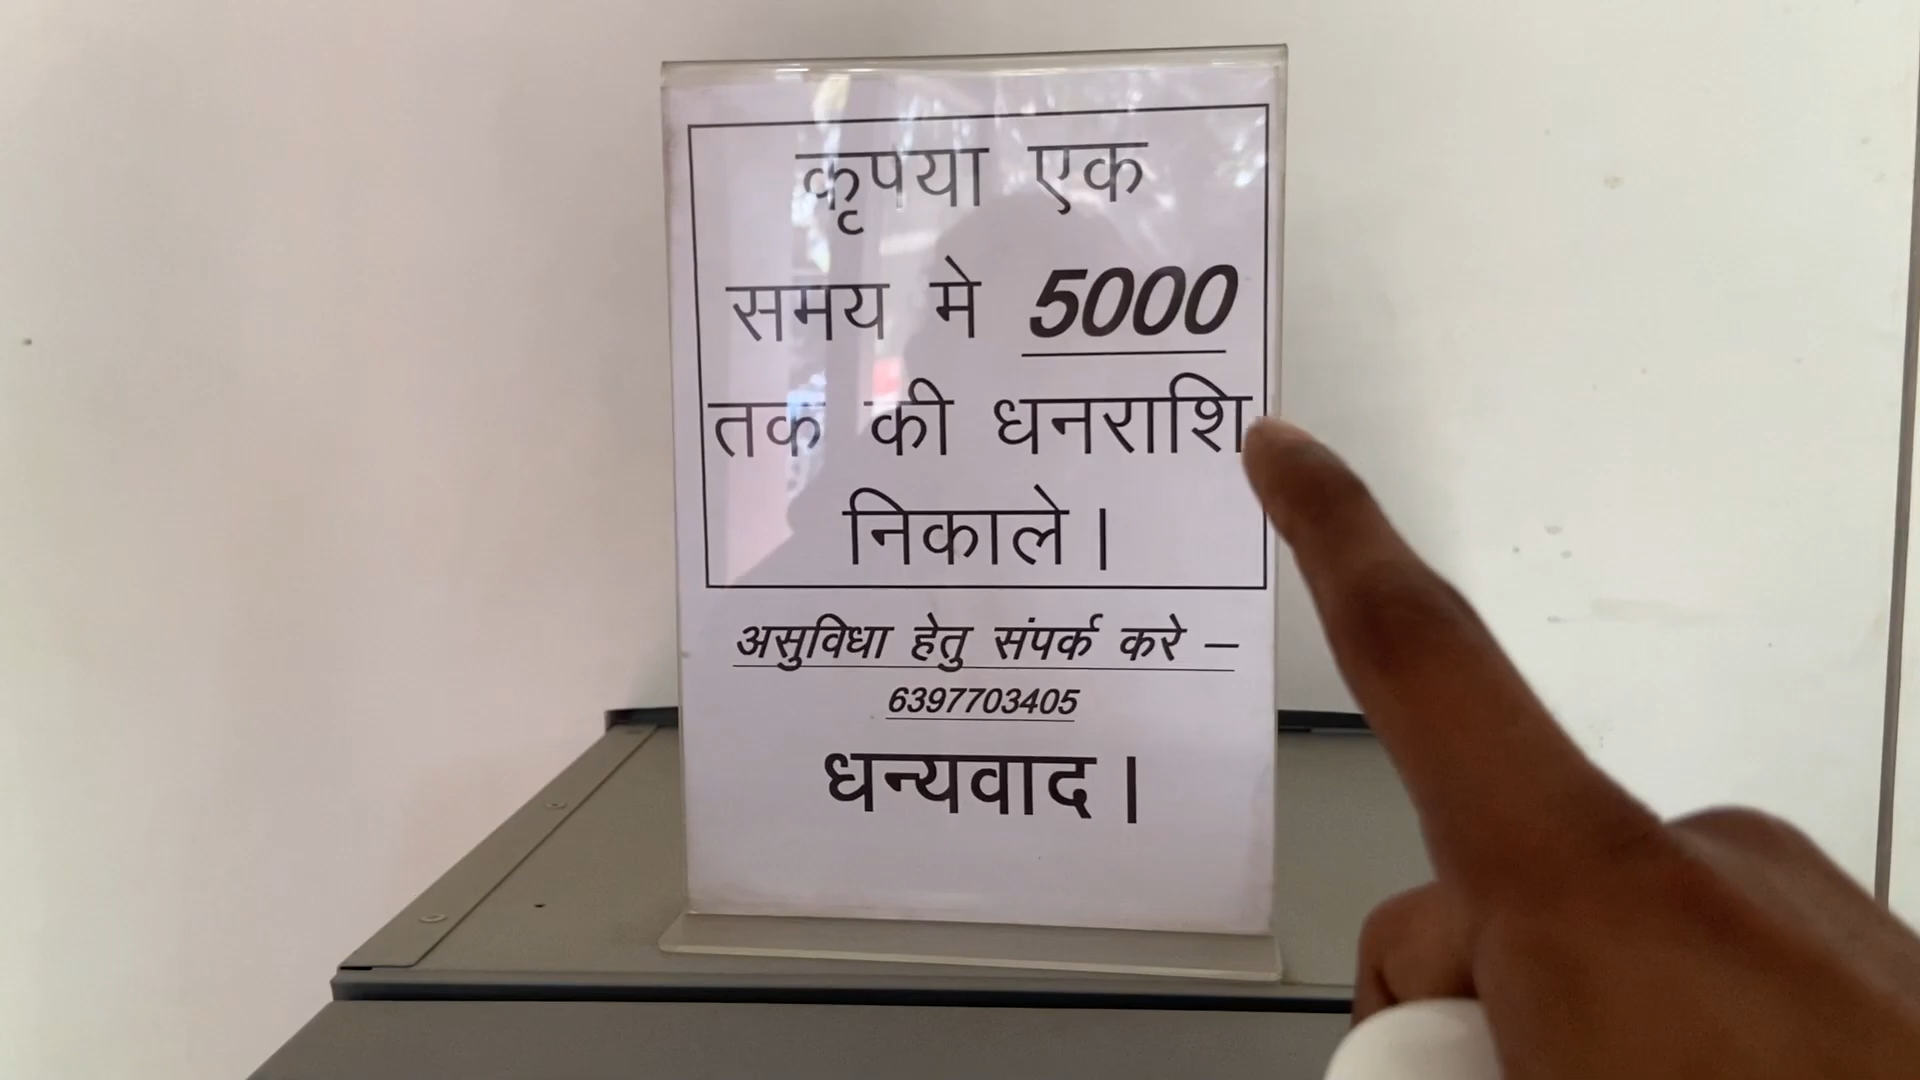 कृपया एक
समय मे 5000
तक की धनराशि
निकाले।
असुविधा हेतु संपर्क करे –
6397703405
धन्यवाद।